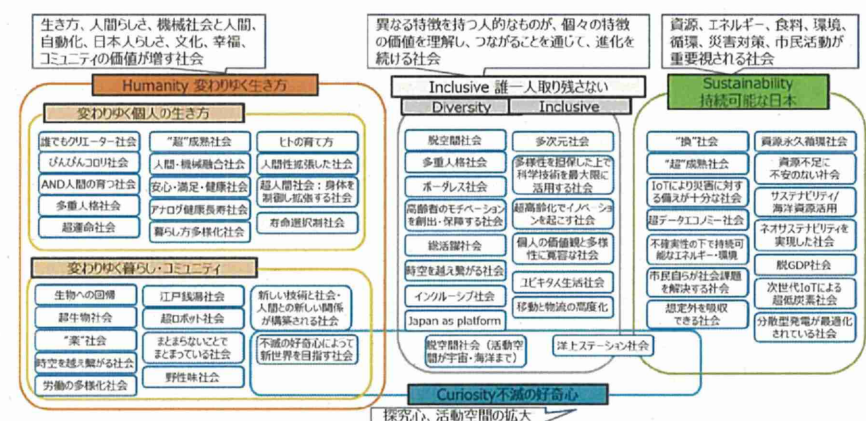 生き方、人間らしさ、機械社会と人間、
自動化、日本人らしさ、文化、幸福、
コミュニティの価値が増す社会
異なる特徴を持つ人的なものが、個々の特徴
の価値を理解し、つながることを通じて、進化を
続ける社会
資源、エネルギー、食料、環境、
循環、災害対策、市民活動が
重要視される社会
Humanity 変わりゆく生き方
変わりゆく個人の生き方
誰でもクリエーター社会
ぴんぴんコロリ社会
AND人間の育つ社会
多重人格社会
超運命社会
"超"成熟社会
人間・機械融合社会
安心・満足・健康社会
アナログ健康長寿社会
暮らし方多様化社会
ヒトの育て方
人間性拡張した社会
超人間社会：身体を
制御し拡張する社会
寿命選択制社会
変わりゆく暮らし・コミュニティ
生物への回帰
超生物社会
"楽"社会
時空を越え繋がる社会
労働の多様化社会
江戸銭湯社会
超ロボット社会
まとまらないことで
まとまっている社会
野性味社会
新しい技術と社会・
人間との新しい関係
が構築される社会
不滅の好奇心によって
新世界を目指す社会
Inclusive 誰一人取り残さない
Diversity
脱空間社会
多重人格社会
ボーダレス社会
高齢者のモチベーション
を創出・保障する社会
総活躍社会
時空を越え繋がる社会
インクルーシブ社会
Japan as platform
Inclusive
多次元社会
多様性を担保した上で
科学技術を最大限に
活用する社会
超高齢化でイノベーショ
ンを起こす社会
個人の価値観と多様
性に寛容な社会
ユビキタス生活社会
移動と物流の高度化
脱空間社会（活動空
間が宇宙・海洋まで）
洋上ステーション社会
Sustainability
持続可能な日本
"換"社会
"超"成熟社会
IoTにより災害に対す
る備えが十分な社会
超データエコノミー社会
不確実性の下で持続可
能なエネルギー・環境
市民自らが社会課題
を解決する社会
想定外を吸収
できる社会
資源永久循環社会
資源不足に
不安のない社会
サステナビリティ/
海洋資源活用
ネオサステナビリティを
実現した社会
脱GDP社会
次世代IoTによる
超低炭素社会
分散型発電が最適化
されている社会
Curiosity不滅の好奇心
探究心、活動空間の拡大